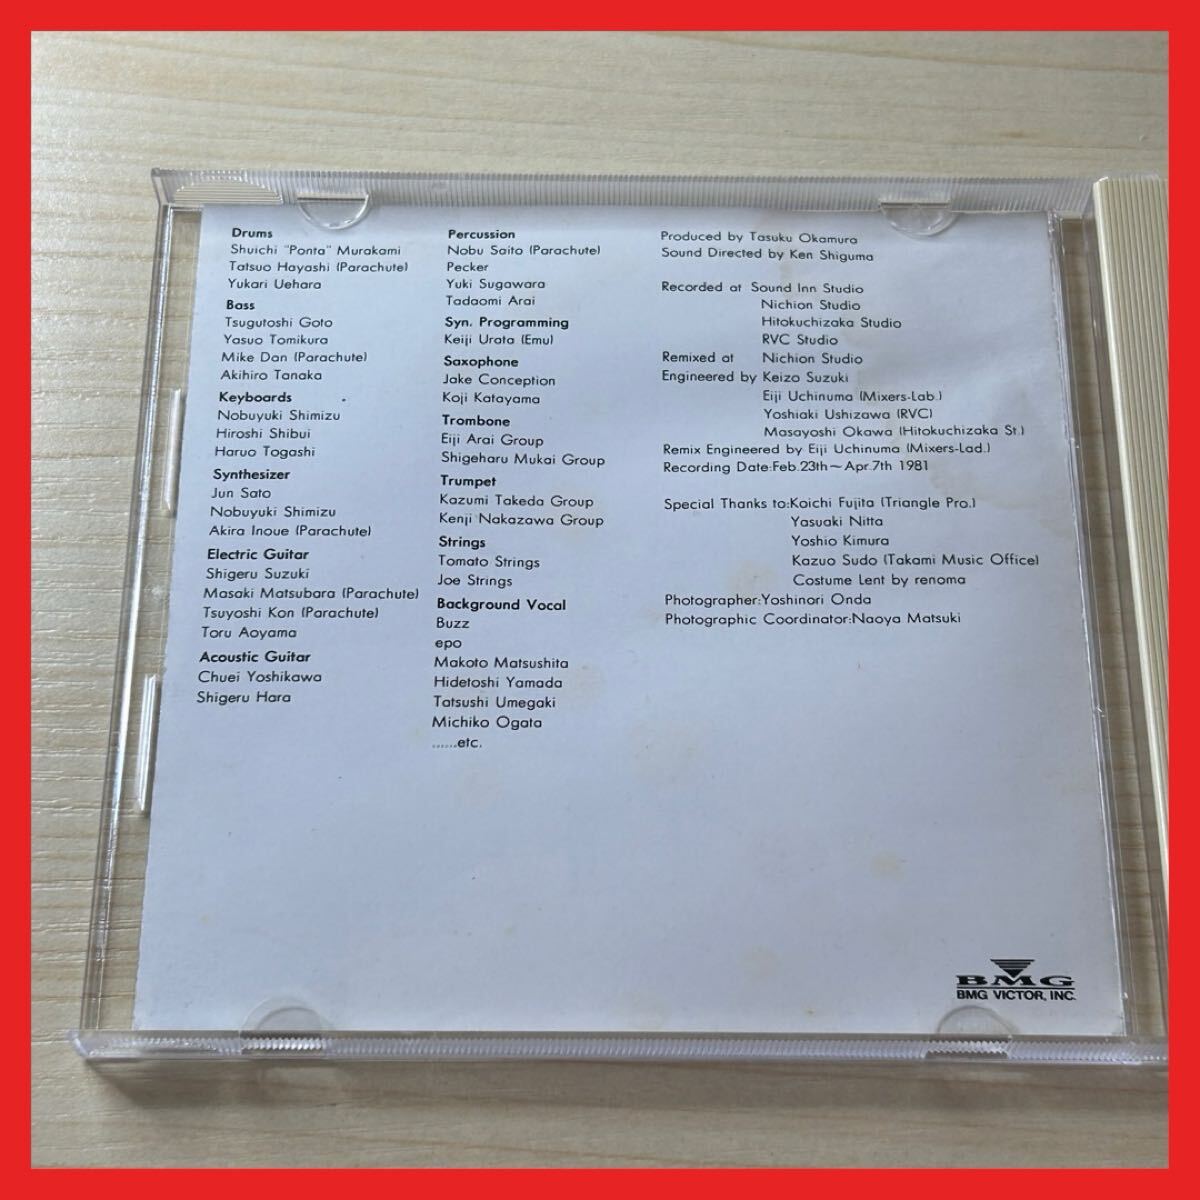 Drums
Shuichi "Ponta" Murakami
Tatsuo Hayashi (Parachute)
Yukari Uehara
Bass
Tsugutoshi Goto
Yasuo Tomikura
Mike Dan (Parachute)
Akihiro Tanaka
Keyboards
Nobuyuki Shimizu
Hiroshi Shibui
Haruo Togashi
Synthesizer
Jun Sato
Nobuyuki Shimizu
Akira Inoue (Parachute)
Electric Guitar
Shigeru Suzuki
Masaki Matsubara (Parachute)
Tsuyoshi Kon (Parachute)
Toru Aoyama
Acoustic Guitar
Chuei Yoshikawa
Shigeru Hara
Percussion
Nobu Saito (Parachute)
Pecker
Yuki Sugawara
Tadaomi Arai
Syn. Programming
Keiji Urata (Emu)
Saxophone
Jake Conception
Koji Katayama
Trombone
Eiji Arai Group
Shigeharu Mukai Group
Trumpet
Kazumi Takeda Group
Kenji Nakazawa Group
Strings
Tomato Strings
Joe Strings
Background Vocal
Buzz
epo
Makoto Matsushita
Hidetoshi Yamada
Tatsushi Umegaki
Michiko Ogata
......etc.
Produced by Tasuku Okamura
Sound Directed by Ken Shiguma
Recorded at Sound Inn Studio
Nichion Studio
Hitokuchizaka Studio
RVC Studio
Remixed at Nichion Studio
Engineered by Keizo Suzuki
Eiji Uchinuma (Mixers-Lab.)
Yoshiaki Ushizawa (RVC)
Masayoshi Okawa (Hitokuchizaka St.)
Remix Engineered by Eiji Uchinuma (Mixers-Lad.)
Recording Date:Feb.23th~Apr.7th 1981
Special Thanks to:Koichi Fujita (Triangle Pro.)
Yasuaki Nitta
Yoshio Kimura
Kazuo Sudo (Takami Music Office)
Costume Lent by renoma
Photographer:Yoshinori Onda
Photographic Coordinator:Naoya Matsuki
BMG
BMG VICTOR, INC.